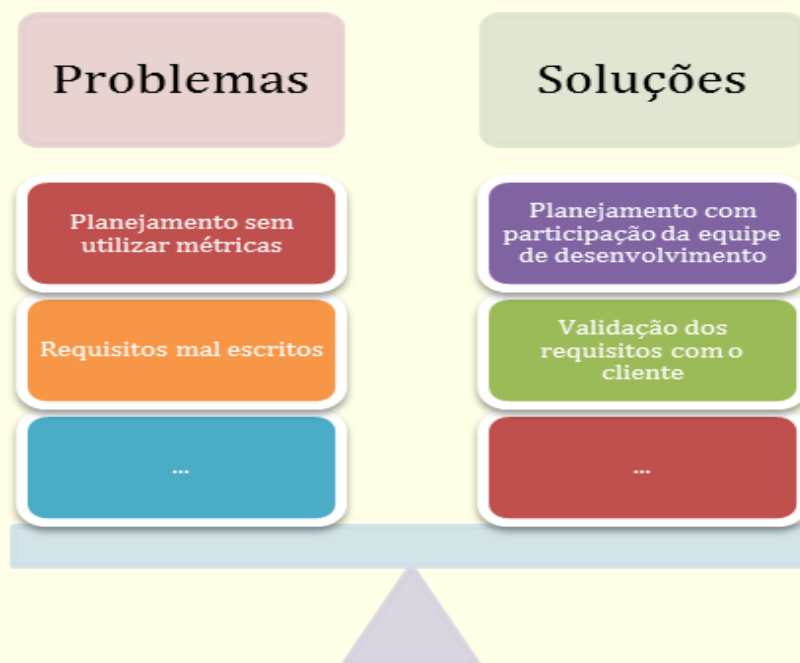 Problemas
Planejamento sem
utilizar métricas
Requisitos mal escritos
...
Soluções
Planejamento com
participação da equipe
de desenvolvimento
Validação dos
requisitos com o
cliente
...